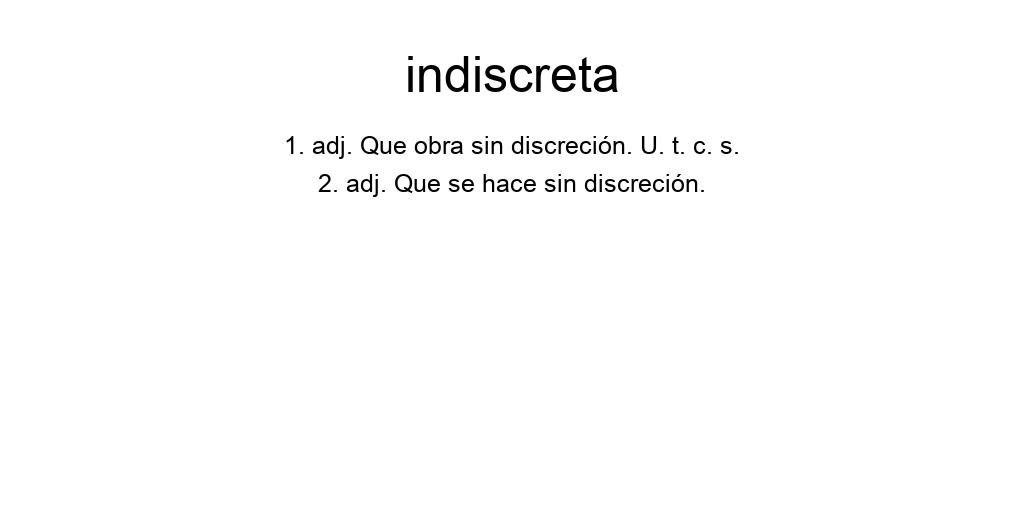 indiscreta
1. adj. Que obra sin discreción. U. t. c. s.
2. adj. Que se hace sin discreción.